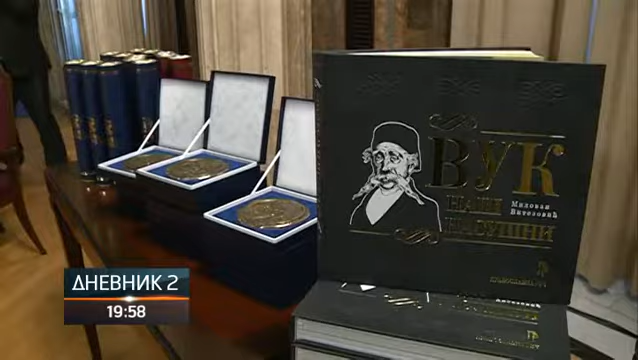 ВУК
НАШ
НАСУШНИ
Милован
Витезовић
ДНЕВНИК 2
19:58